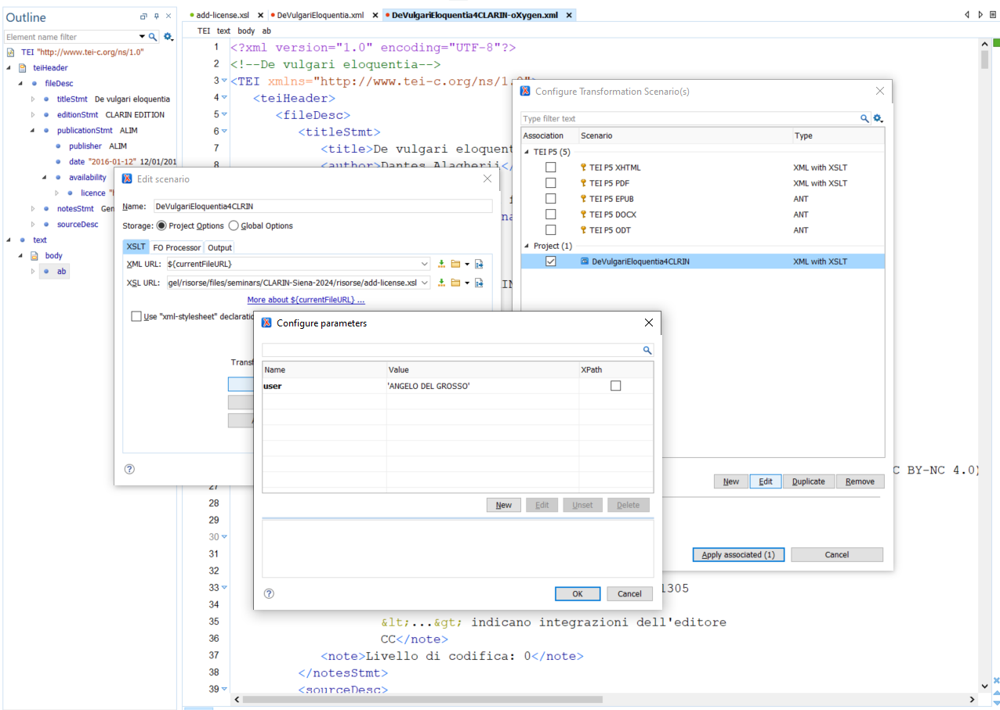 Outline
Element name filter
TEI "http://www.tei-c.org/ns/1.0"
teiHeader
fileDesc
titleStmt De vulgari eloquentia
editionStmt CLARIN EDITION
publicationStmt ALIM
publisher ALIM
date "2016-01-12" 12/01/201
availability
licence
notesStmt Gen
sourceDesc
text
body
ab
add-license.xsl
DeVulgariEloquentia.xml
DeVulgariEloquentia4CLARIN-oXygen.xml
TEI text body ab
1 <?xml version="1.0" encoding="UTF-8"?>
2 <!--De vulgari eloquentia-->
3 <TEI xmlns="http://www.tei-c.org/ns/1.0">
4 <teiHeader>
5 <fileDesc>
6 <titleStmt>
7 <title>De vulgari eloquent
8 <author>Dantes Alagherii</
27
28
29
30
31
32
33
34
35 &lt;...&gt; indicano integrazioni dell'editore
36 CC</note>
37 <note>Livello di codifica: 0</note>
38 </notesStmt>
39 <sourceDesc>
C BY-NC 4.0)
1305
Edit scenario
Name: DeVulgariEloquentia4CLRIN
Storage: Project Options Global Options
XSLT FO Processor Output
XML URL: ${currentFileURL}
XSL URL: gel/risorse/files/seminars/CLARIN-Siena-2024/risorse/add-license.xsl
More about ${currentFileURL} ...
Use "xml-stylesheet" declaratio
Transf
Configure parameters
Name Value XPath
user 'ANGELO DEL GROSSO'
New Edit Unset Delete
OK Cancel
Configure Transformation Scenario(s)
Type filter text
Association Scenario Type
TEI P5 (5)
TEI P5 XHTML XML with XSLT
TEI P5 PDF XML with XSLT
TEI P5 EPUB ANT
TEI P5 DOCX ANT
TEI P5 ODT ANT
Project (1)
DeVulgariEloquentia4CLRIN XML with XSLT
New Edit Duplicate Remove
Apply associated (1) Cancel